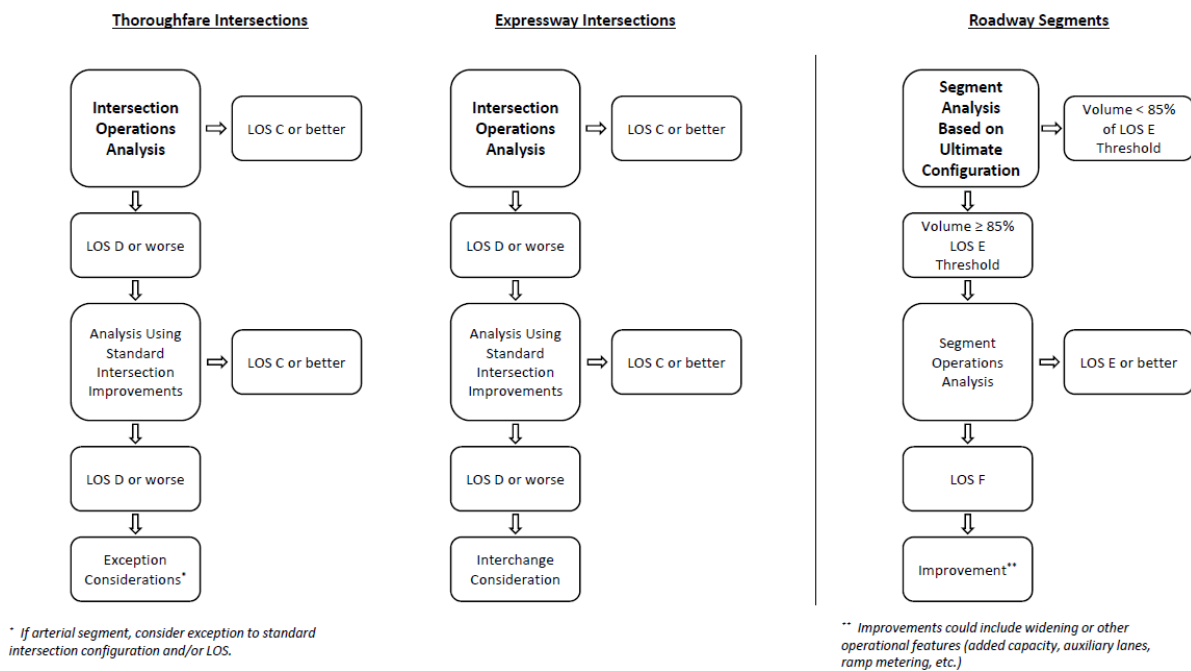 Thoroughfare Intersections
Intersection
Operations
Analysis
LOS C or better
LOS D or worse
Analysis Using
Standard
Intersection
Improvements
LOS C or better
LOS D or worse
Exception
Considerations*
* If arterial segment, consider exception to standard
intersection configuration and/or LOS.
Expressway Intersections
Intersection
Operations
Analysis
LOS C or better
LOS D or worse
Analysis Using
Standard
Intersection
Improvements
LOS C or better
LOS D or worse
Interchange
Consideration
Roadway Segments
Segment
Analysis
Based on
Ultimate
Configuration
Volume < 85%
of LOS E
Threshold
Volume ≥ 85%
LOS E
Threshold
Segment
Operations
Analysis
LOS E or better
LOS F
Improvement**
** Improvements could include widening or other
operational features (added capacity, auxiliary lanes,
ramp metering, etc.)